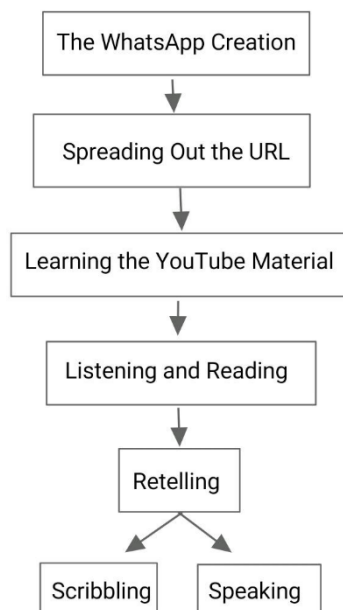 The WhatsApp Creation
Spreading Out the URL
Learning the YouTube Material
Listening and Reading
Retelling
Scribbling
Speaking